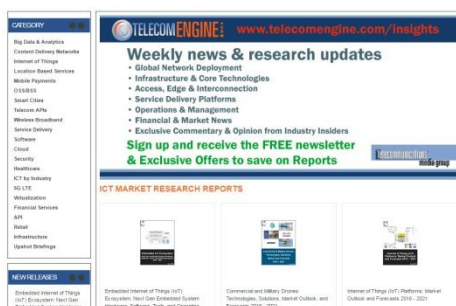 CATEGORY
Big Data & Analytics
Content Delivery Networks
Internet of Things
Location Based Services
Mobile Payments
OSS/BSS
Smart Cities
Telecom APIs
Wireless Broadband
Service Delivery
Software
Cloud
Security
Healthcare
ICT by Industry
5G LTE
Virtualization
Financial Services
API
Retail
Infrastructure
Upshot Briefings
NEW RELEASES
Embedded Internet of Things
(IoT) Ecosystem: Next Gen
TELECOMENGINE www.telecomengine.com/insights
Weekly news & research updates
• Global Network Deployment
• Infrastructure & Core Technologies
• Access, Edge & Interconnection
• Service Delivery Platforms
• Operations & Management
• Financial & Market News
• Exclusive Commentary & Opinion from Industry Insiders
Sign up and receive the FREE newsletter
& Exclusive Offers to save on Reports
telecommunications
media group
ICT MARKET RESEARCH REPORTS
Embedded Internet of Things (IoT)
Ecosystem: Next Gen Embedded System
Commercial and Military Drones:
Technologies, Solutions, Market Outlook, and
Forecasts 2016 - 2021
Internet of Things (IoT) Platforms: Market
Outlook and Forecasts 2016 - 2021